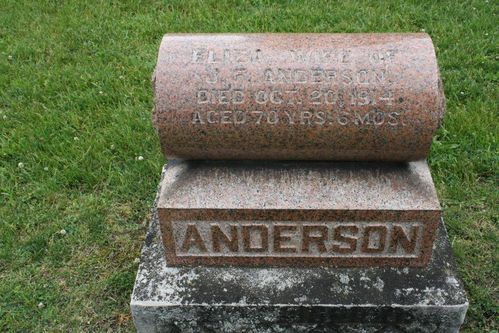 ELIZA WIFE OF
J. F. ANDERSON
DIED OCT. 20, 1914
AGED 70 YRS. 6 MOS.
ANDERSON